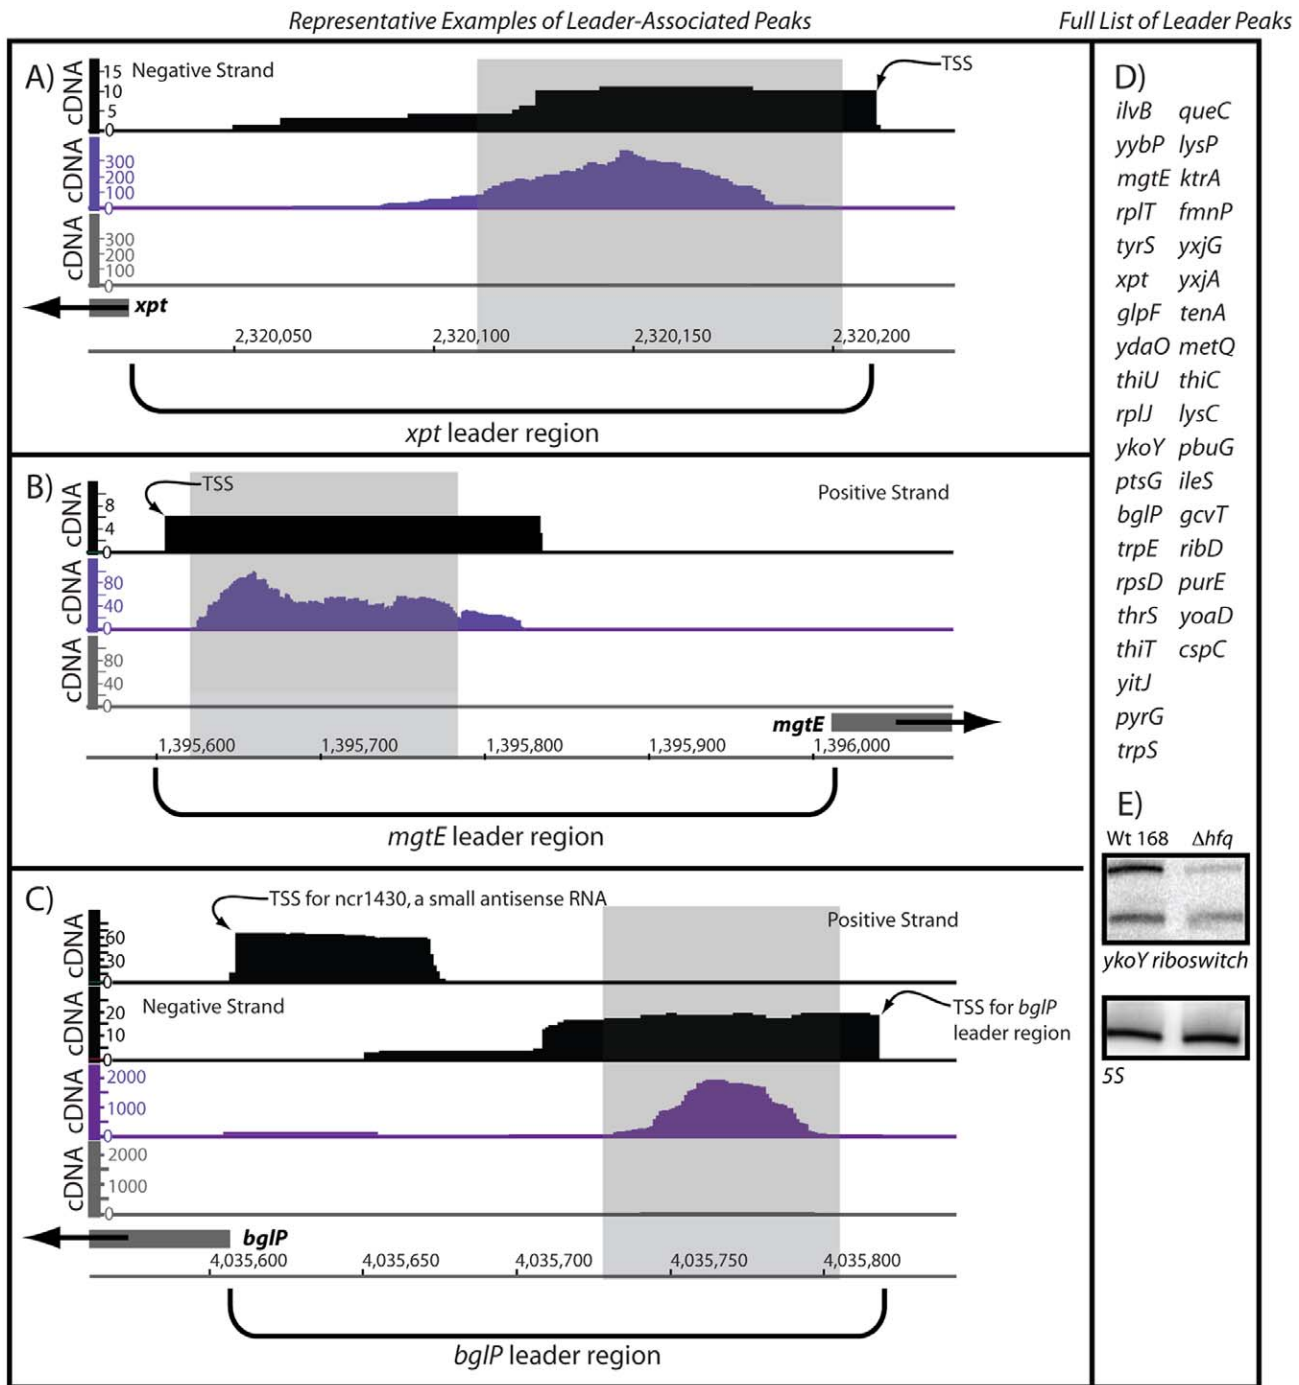 Representative Examples of Leader-Associated Peaks
Full List of Leader Peaks
A)
Negative Strand
TSS
cDNA
15
10
5
0
cDNA
300
200
100
0
cDNA
300
200
100
0
xpt
2,320,050 2,320,100 2,320,150 2,320,200
xpt leader region
B)
TSS
Positive Strand
cDNA
8
4
0
cDNA
80
40
0
cDNA
80
40
0
mgtE
1,395,600 1,395,700 1,395,800 1,395,900 1,396,000
mgtE leader region
C)
TSS for ncr1430, a small antisense RNA
Positive Strand
cDNA
60
30
0
Negative Strand
TSS for bglP
leader region
cDNA
20
10
0
cDNA
2000
1000
0
cDNA
2000
1000
0
bglP
4,035,600 4,035,650 4,035,700 4,035,750 4,035,800
bglP leader region
D)
ilvB queC
yybP lysP
mgtE ktrA
rplT fmnP
tyrS yxjG
xpt yxjA
glpF tenA
ydaO metQ
thiU thiC
rplJ lysC
ykoY pbuG
ptsG ileS
bglP gcvT
trpE ribD
rpsD purE
thrS yoaD
thiT cspC
yitJ
pyrG
trpS
E)
Wt 168 Δhfq
ykoY riboswitch
5S